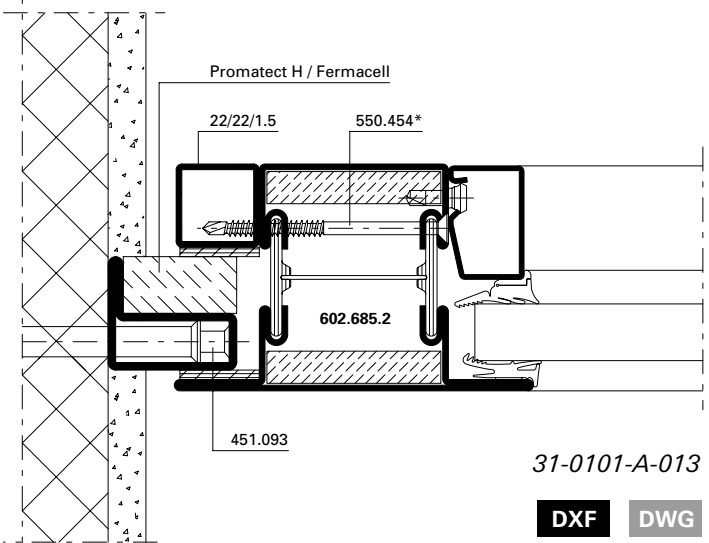 Promatect H / Fermacell
22/22/1.5
550.454*
602.685.2
451.093
31-0101-A-013
DXF
DWG